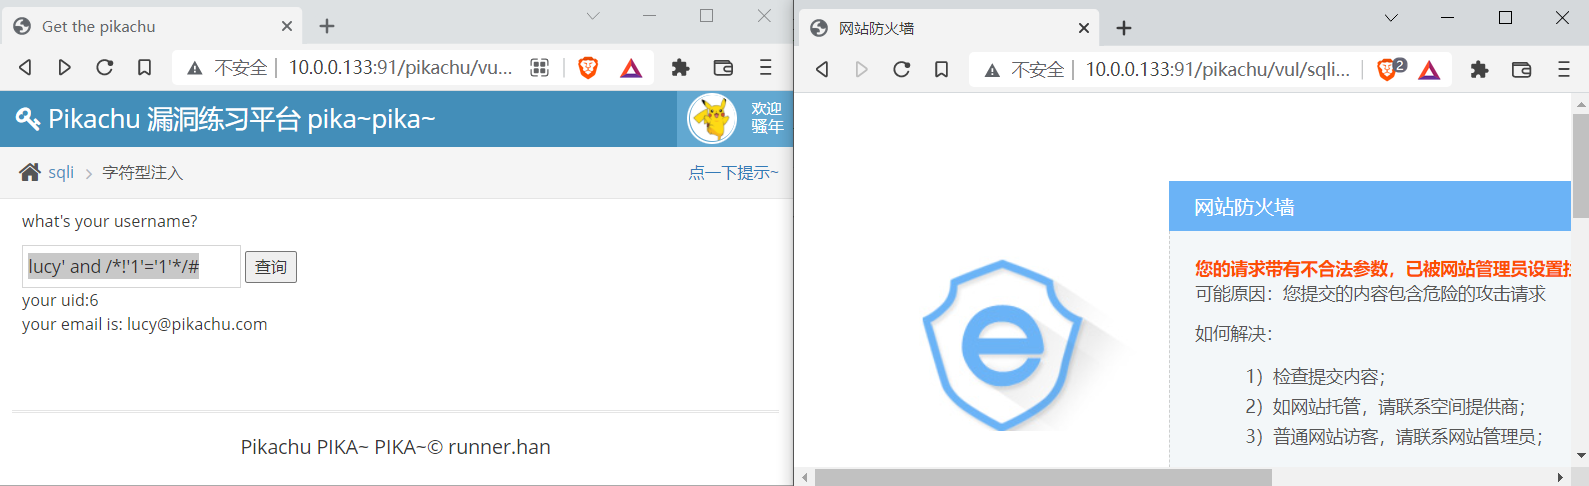 Get the pikachu
不安全 | 10.0.0.133:91/pikachu/vu...
Pikachu 漏洞练习平台 pika~pika~
欢迎
骚年
sqli > 字符型注入
点一下提示~
what's your username?
lucy' and /*!'1'='1'*/#
查询
your uid:6
your email is: lucy@pikachu.com
Pikachu PIKA~ PIKA~© runner.han
网站防火墙
不安全 | 10.0.0.133:91/pikachu/vul/sqli...
2
网站防火墙
您的请求带有不合法参数，已被网站管理员设置拦
可能原因：您提交的内容包含危险的攻击请求
如何解决：
1）检查提交内容；
2）如网站托管，请联系空间提供商；
3）普通网站访客，请联系网站管理员；